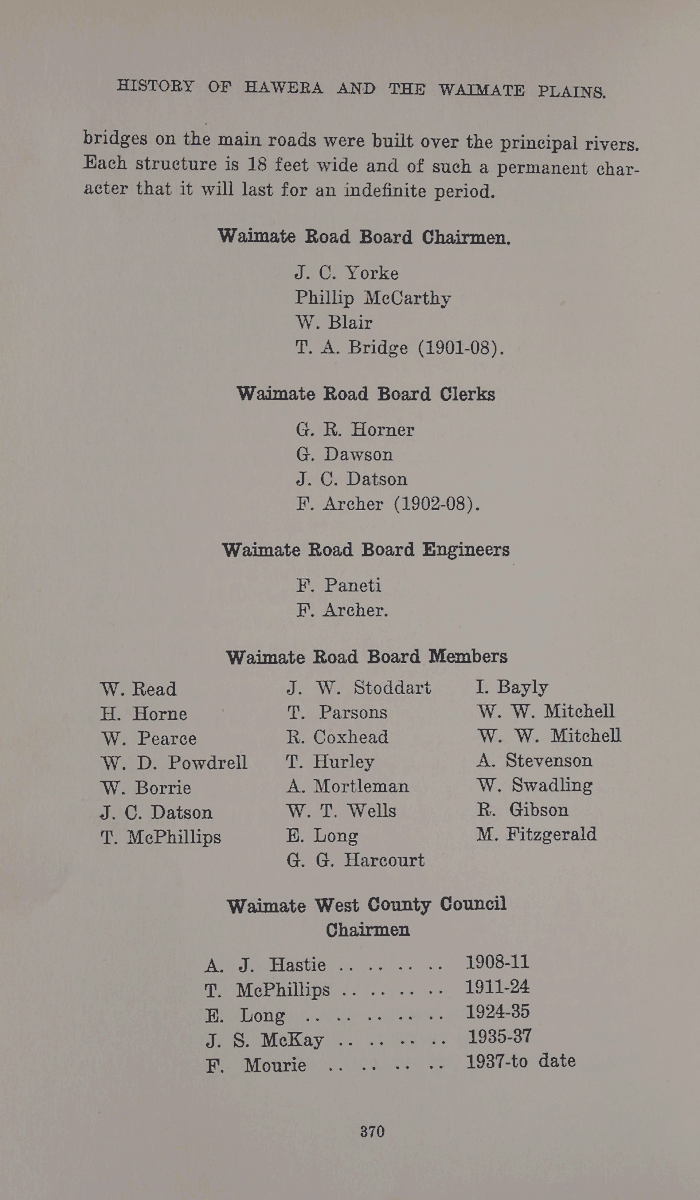 HISTORY OF HAWERA AND THE WAIMATE PLAINS.
bridges on the main roads were built over the principal rivers.
Each structure is 18 feet wide and of such a permanent char-
acter that it will last for an indefinite period.
Waimate Road Board Chairmen.
J. C. Yorke
Phillip McCarthy
W. Blair
T. A. Bridge (1901-08).
Waimate Road Board Clerks
G. R. Horner
G. Dawson
J. C. Datson
F. Archer (1902-08).
Waimate Road Board Engineers
F. Paneti
F. Archer.
Waimate Road Board Members
W. Read
H. Horne
W. Pearce
W. D. Powdrell
W. Borrie
J. C. Datson
T. McPhillips
J. W. Stoddart
T. Parsons
R. Coxhead
T. Hurley
A. Mortleman
W. T. Wells
E. Long
G. G. Harcourt
I. Bayly
W. W. Mitchell
W. W. Mitchell
A. Stevenson
W. Swadling
R. Gibson
M. Fitzgerald
Waimate West County Council
Chairmen
A. J. Hastie .. .. .. .. 1908-11
T. McPhillips .. .. .. .. 1911-24
E. Long .. .. .. .. .. 1924-35
J. S. McKay .. .. .. .. 1935-37
F. Mourie .. .. .. .. 1937-to date
370